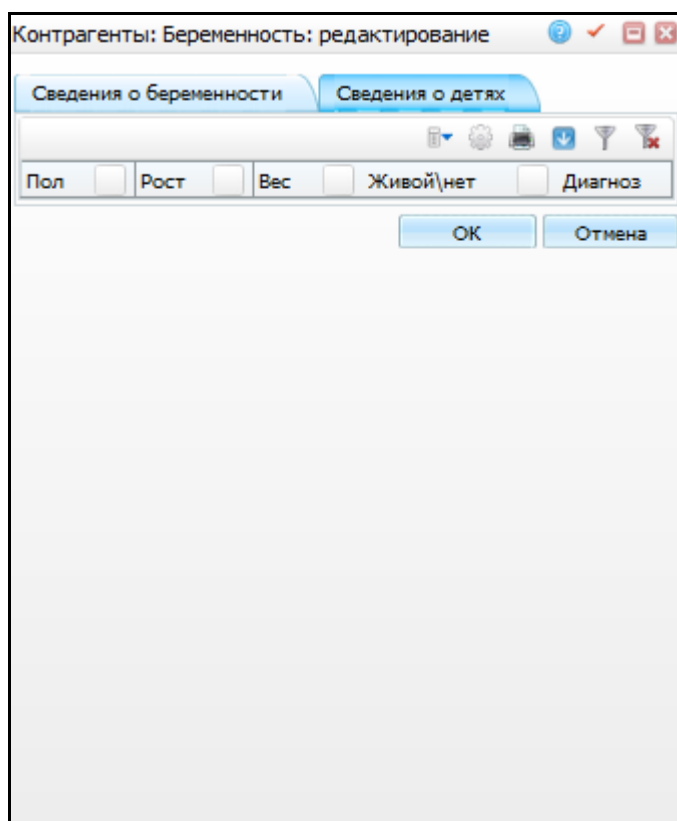 Контрагенты: Беременность: редактирование
Сведения о беременности Сведения о детях
Пол Рост Вес Живой\нет Диагноз
ОК Отмена